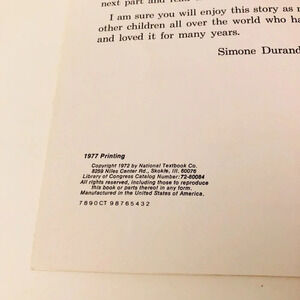 next part and read
I am sure you will enjoy this story as m
other children all over the world who ha
and loved it for many years.
Simone Durand
1977 Printing
Copyright 1972 by National Textbook Co.
8259 Niles Center Rd., Skokie, Ill. 60076
Library of Congress Catalog Number: 72-80084
All rights reserved, including those to reproduce
this book or parts thereof in any form.
Manufactured in the United States of America.
7890CT 98765432